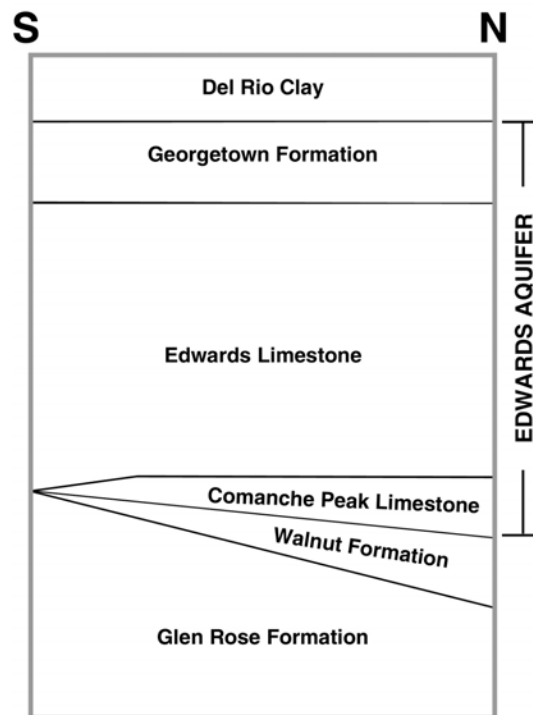 S
N
Del Rio Clay
Georgetown Formation
EDWARDS AQUIFER
Edwards Limestone
Comanche Peak Limestone
Walnut Formation
Glen Rose Formation